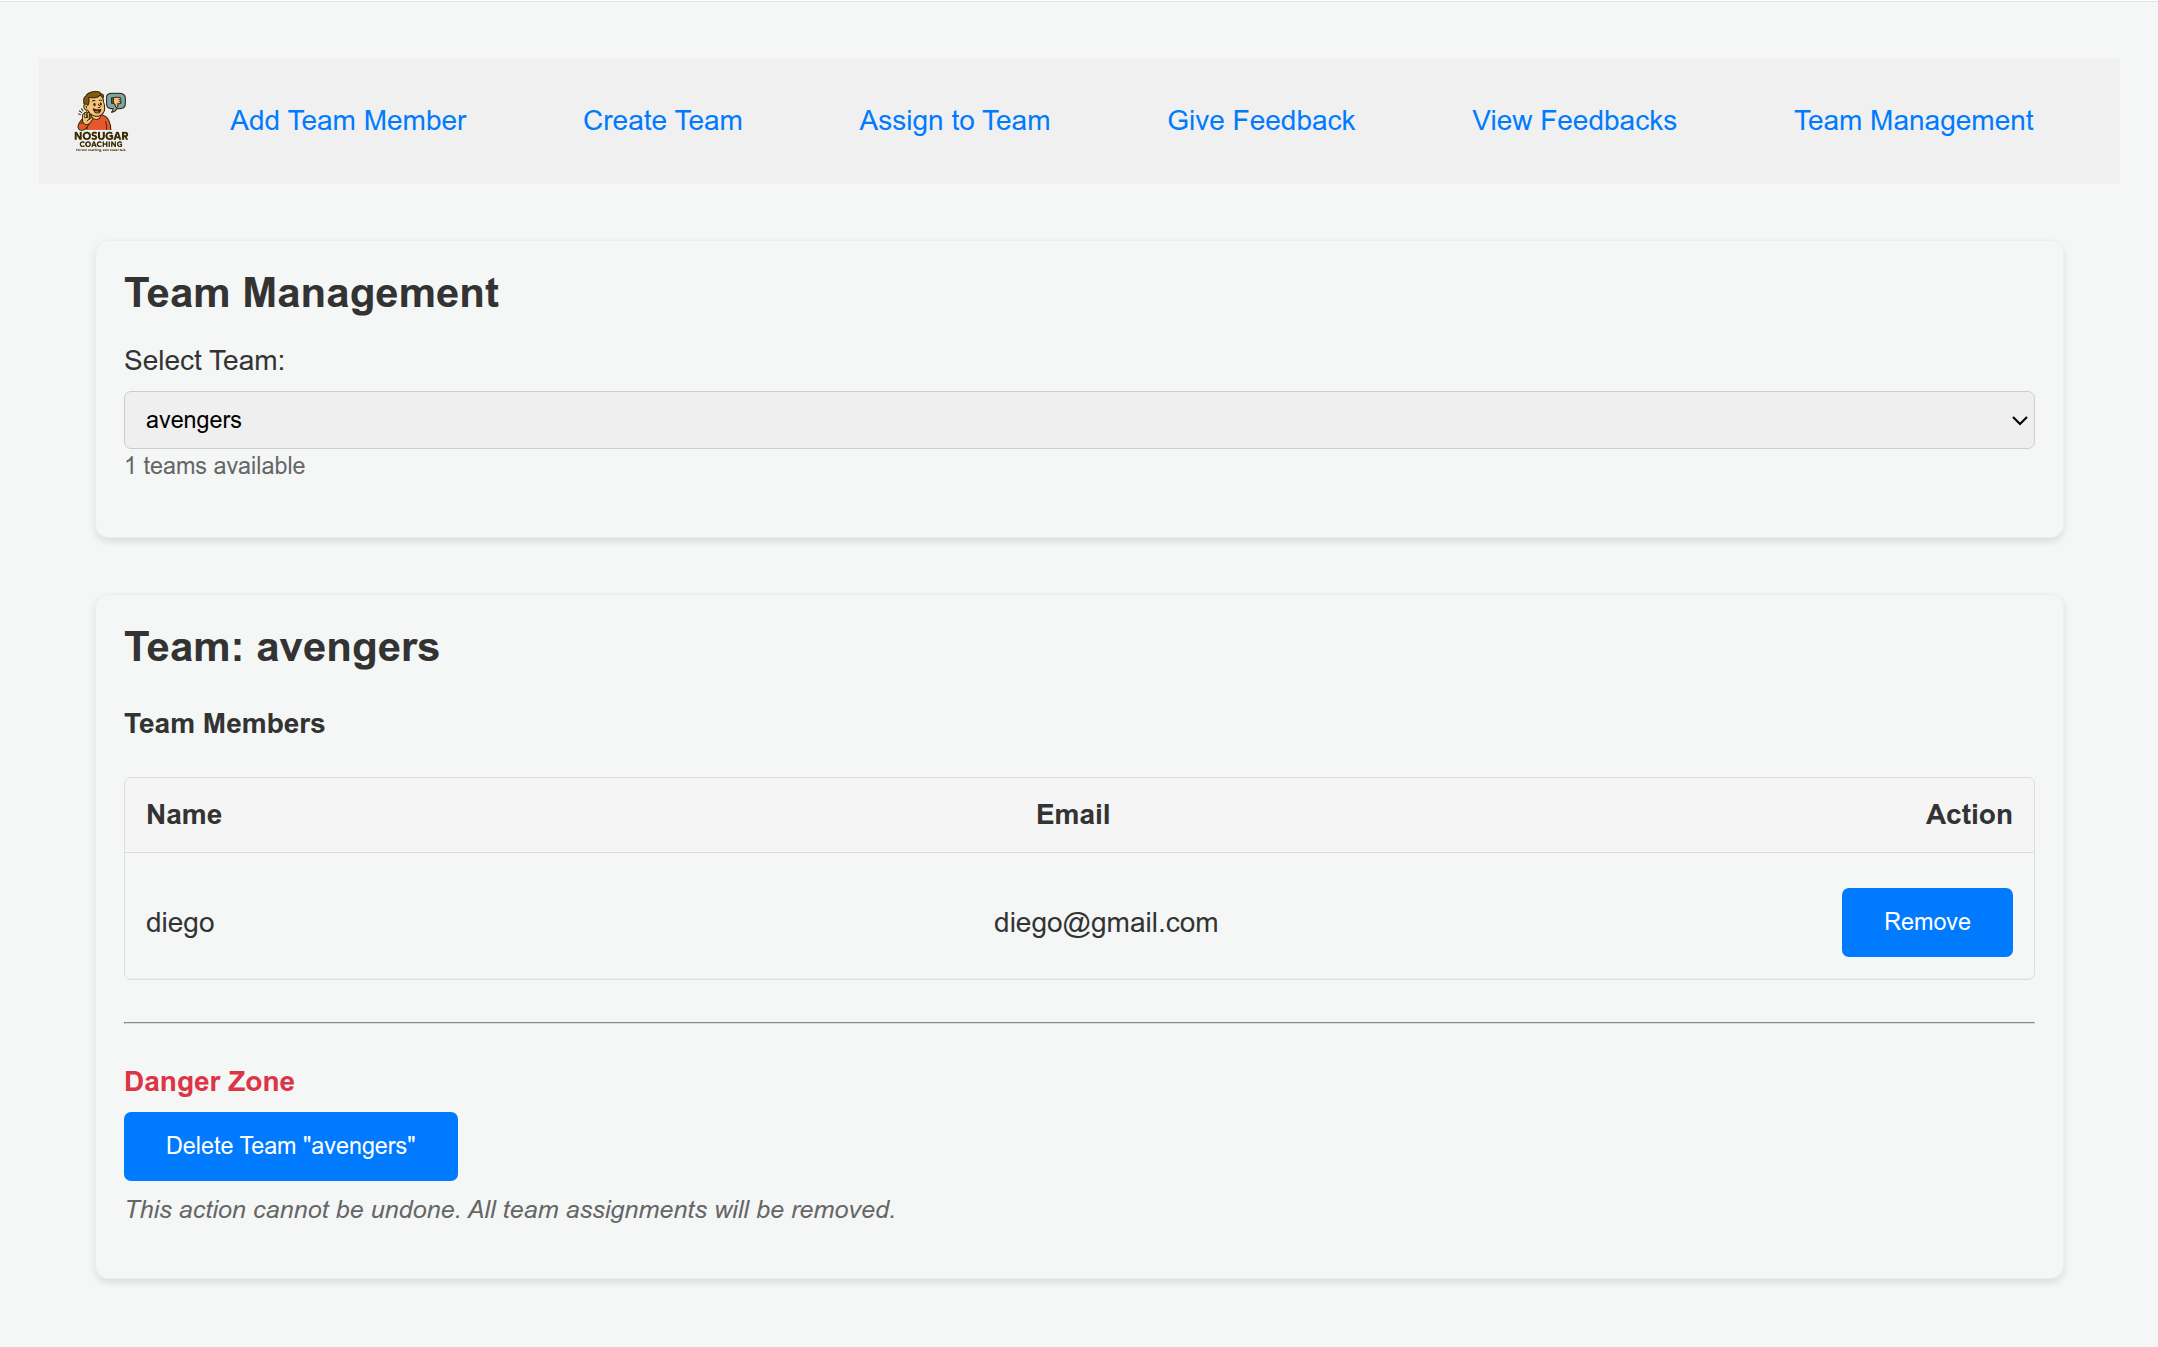 NOSUGAR
COACHING
Add Team Member Create Team Assign to Team Give Feedback View Feedbacks Team Management
Team Management
Select Team:
avengers
1 teams available
Team: avengers
Team Members
Name Email Action
diego diego@gmail.com Remove
Danger Zone
Delete Team "avengers"
This action cannot be undone. All team assignments will be removed.